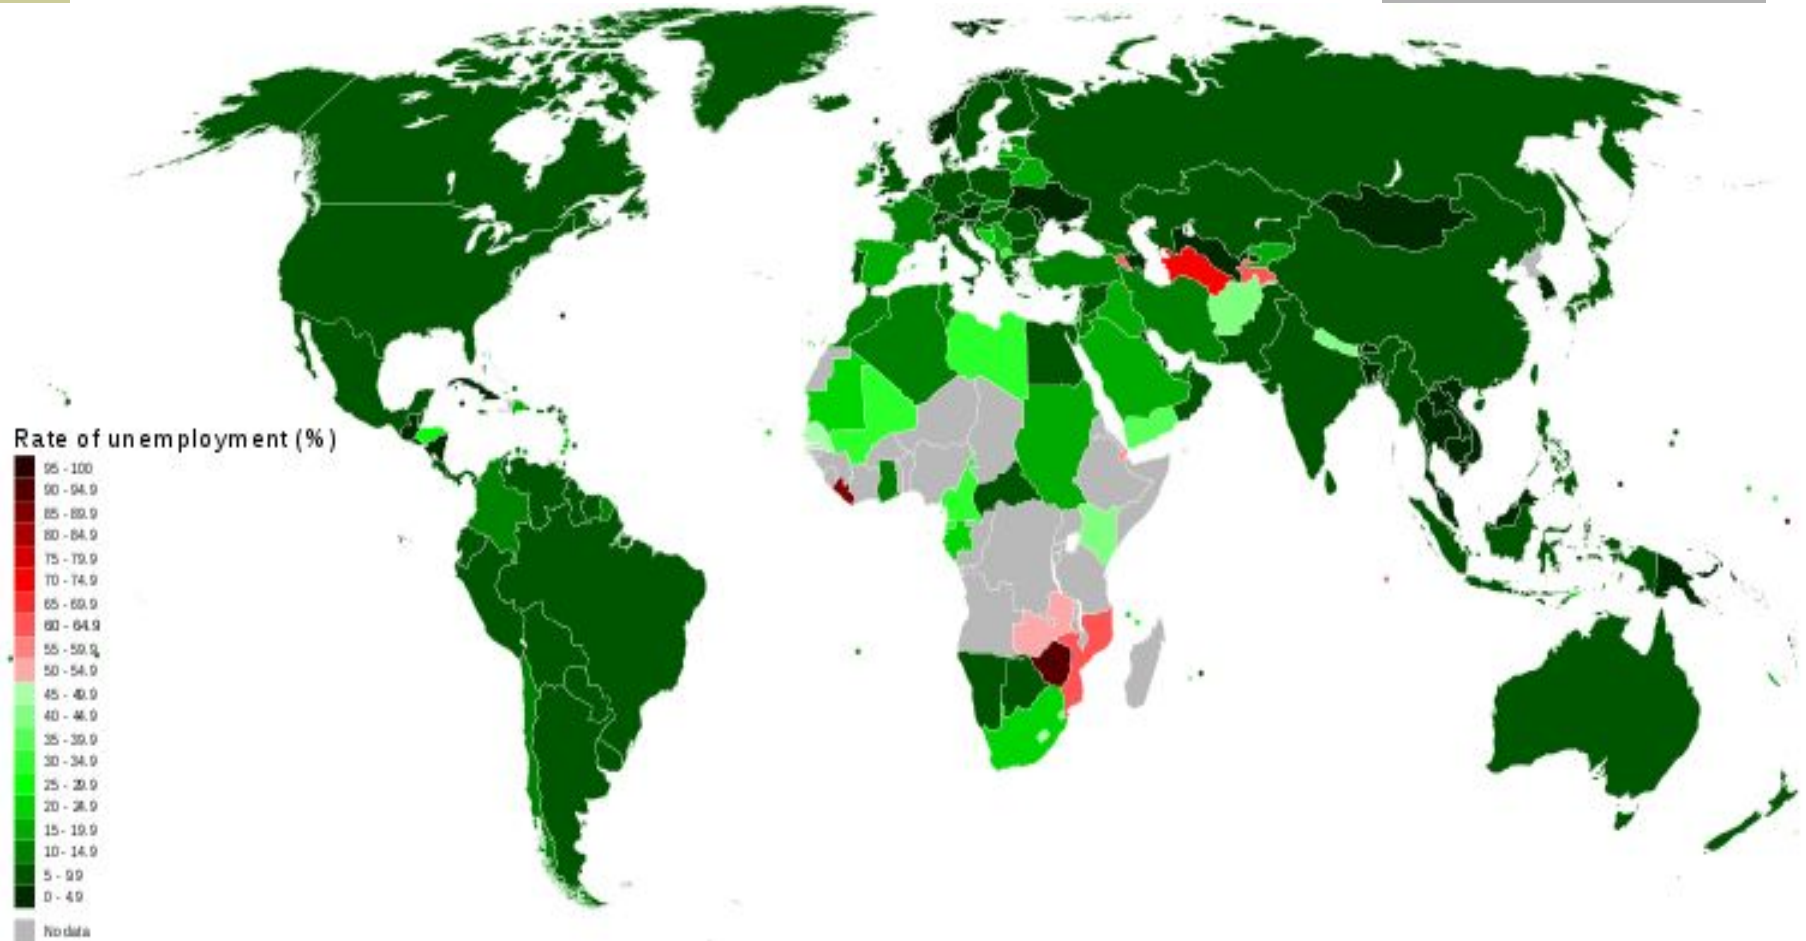 Rate of unemployment (%)
95 - 100
90 - 94.9
85 - 89.9
80 - 84.9
75 - 79.9
70 - 74.9
65 - 69.9
60 - 64.9
55 - 59.9
50 - 54.9
45 - 49.9
40 - 44.9
35 - 39.9
30 - 34.9
25 - 29.9
20 - 24.9
15 - 19.9
10 - 14.9
5 - 9.9
0 - 4.9
No data